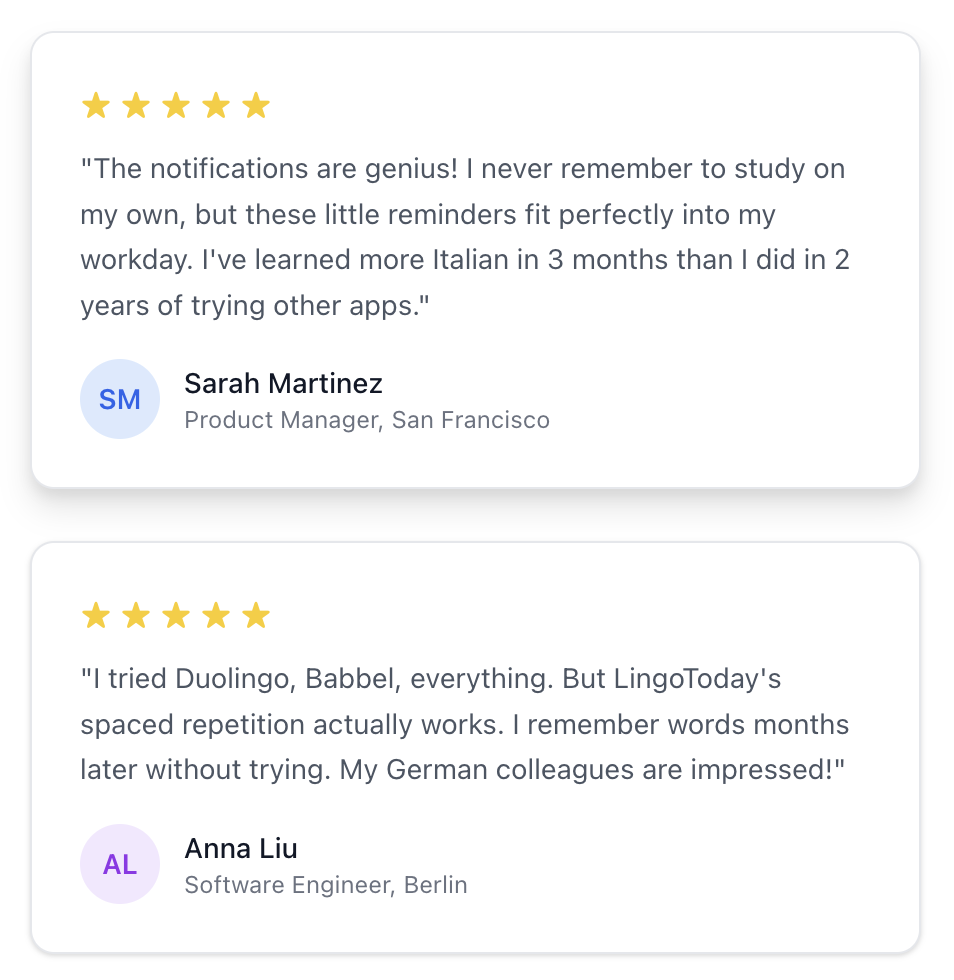 "The notifications are genius! I never remember to study on
my own, but these little reminders fit perfectly into my
workday. I've learned more Italian in 3 months than I did in 2
years of trying other apps."
SM
Sarah Martinez
Product Manager, San Francisco
"I tried Duolingo, Babbel, everything. But LingoToday's
spaced repetition actually works. I remember words months
later without trying. My German colleagues are impressed!"
AL
Anna Liu
Software Engineer, Berlin